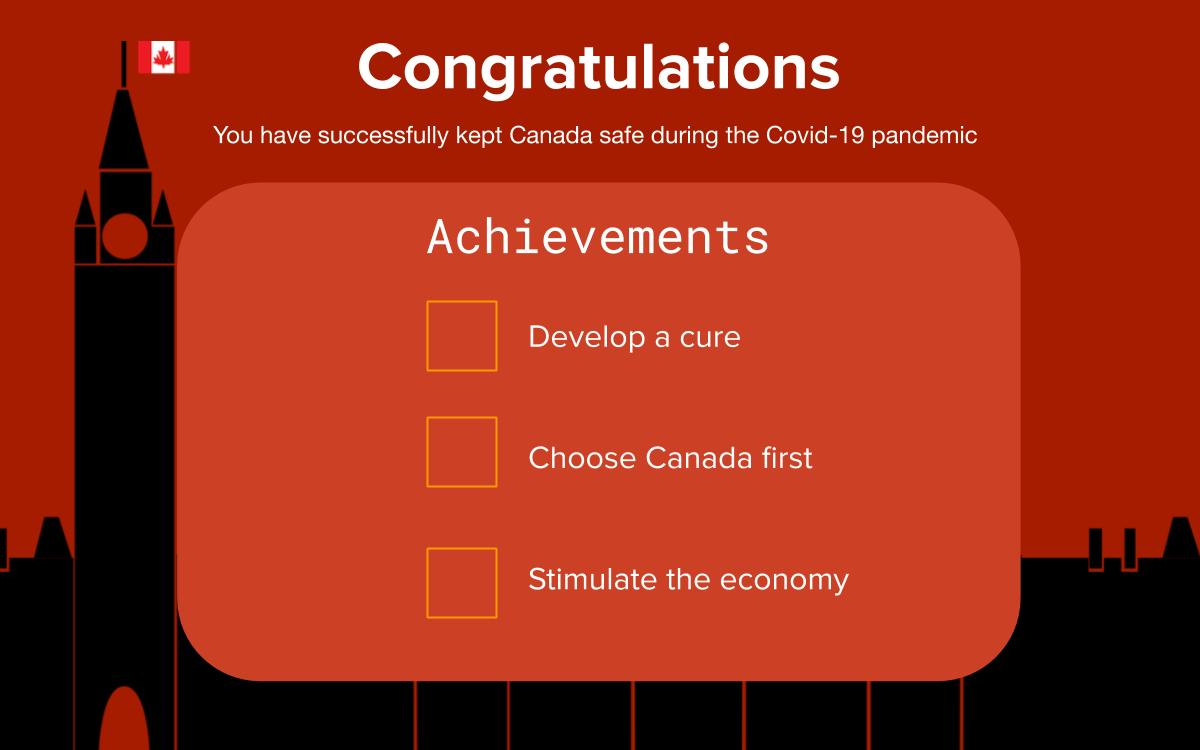 Congratulations
You have successfully kept Canada safe during the Covid-19 pandemic
Achievements
Develop a cure
Choose Canada first
Stimulate the economy